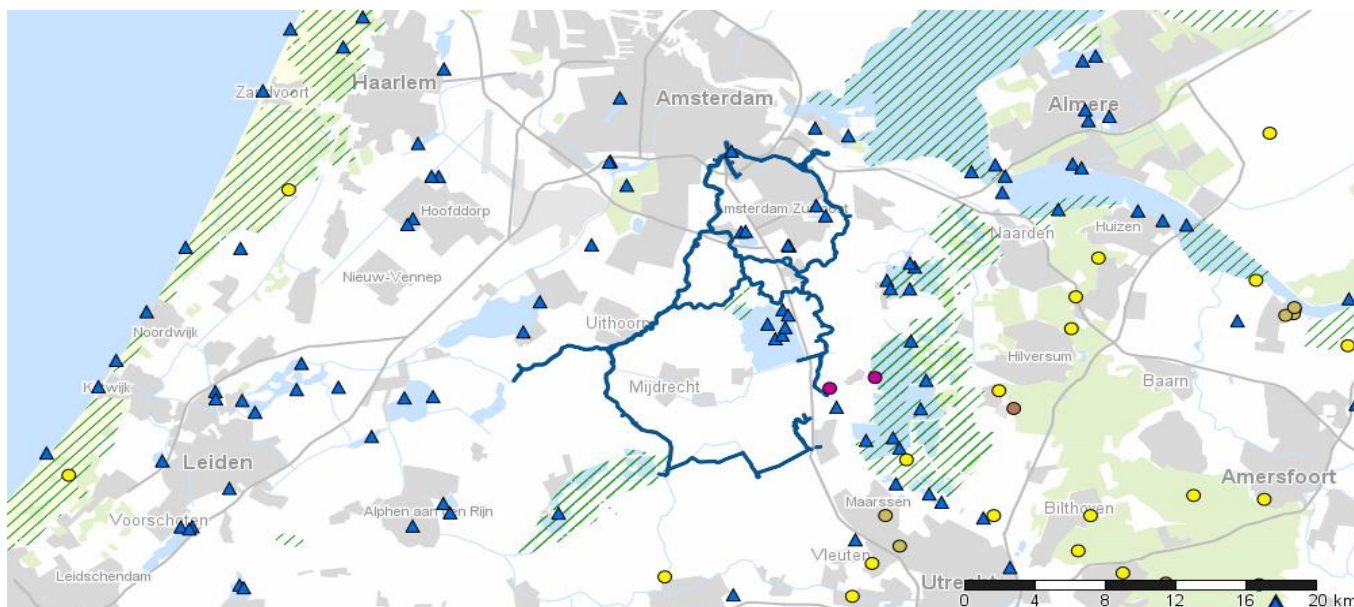 Haarlem
Zandvoort
Amsterdam
Almere
Amsterdam Zuidoost
Hoofddorp
Naarden
Huizen
Nieuw-Vennep
Noordwijk
Uithoorn
Hilversum
Baarn
Katwijk
Mijdrecht
Leiden
Amersfoort
Alphen aan den Rijn
Maarssen
Bilthoven
Voorschoten
Vleuten
Leidschendam
Utrecht
0 4 8 12 16 20 km